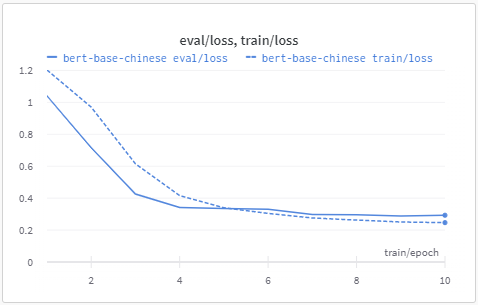 eval/loss, train/loss
bert-base-chinese eval/loss bert-base-chinese train/loss
1.2
1
0.8
0.6
0.4
0.2
0
train/epoch
2 4 6 8 10